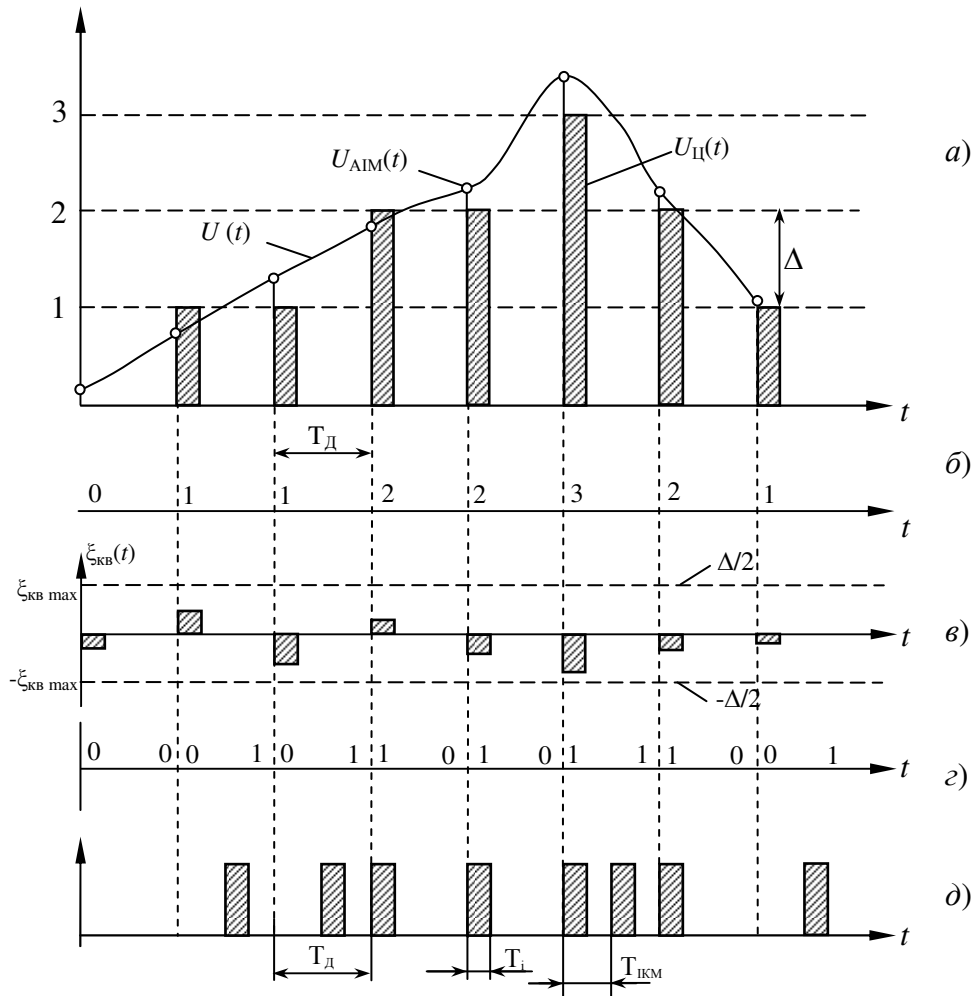 3
a)
U_AIM(t)
U_Ц(t)
2
U (t)
Δ
1
t
T_Д
б)
0 1 1 2 2 3 2 1
t
ξ_кв(t)
Δ/2
ξ_кв max
t
в)
-ξ_кв max
-Δ/2
0 0 0 1 0 1 1 0 1 0 1 1 1 0 0 1
t
г)
д)
t
T_Д
T_i
T_ІКМ